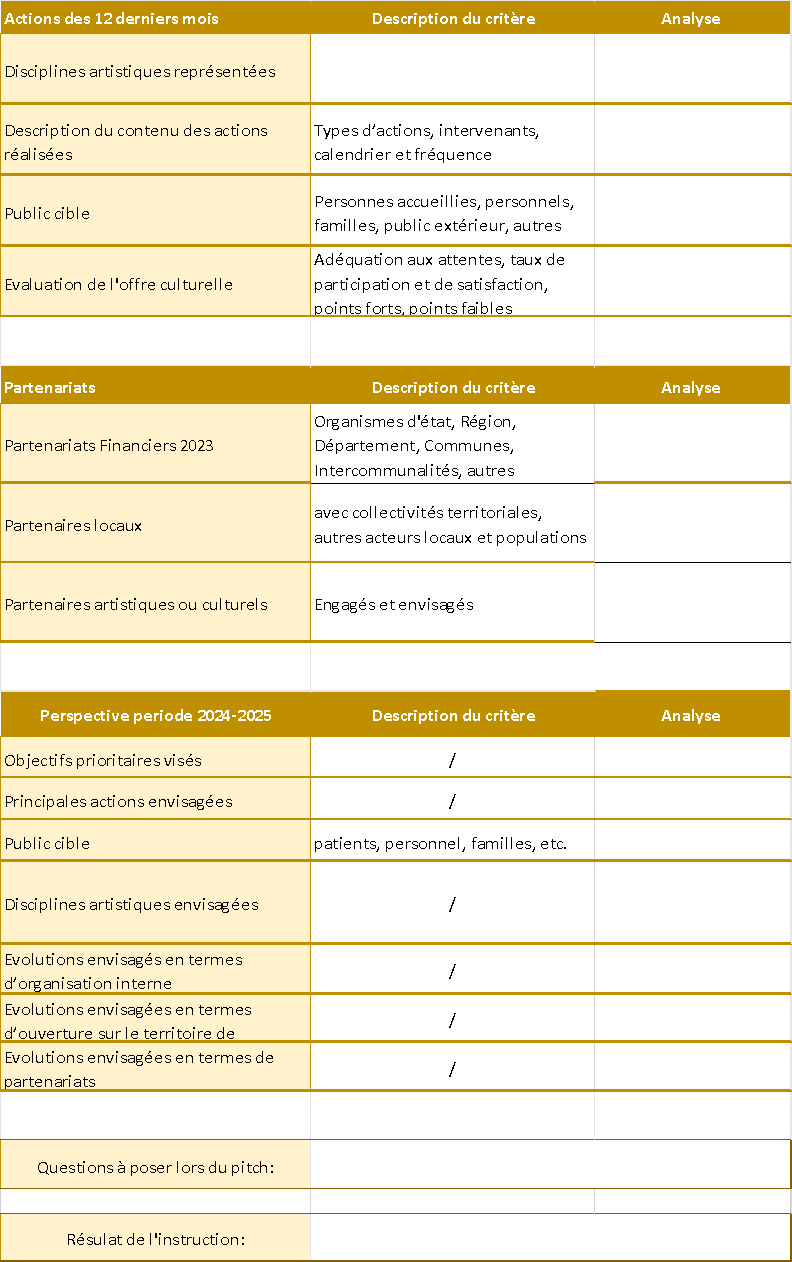 Actions des 12 derniers mois Description du critère Analyse
Disciplines artistiques représentées
Description du contenu des actions
réalisées
Types d’actions, intervenants,
calendrier et fréquence
Public cible
Personnes accueillies, personnels,
familles, public extérieur, autres
Evaluation de l'offre culturelle
Adéquation aux attentes, taux de
participation et de satisfaction,
points forts, points faibles
Partenariats Description du critère Analyse
Partenariats Financiers 2023
Organismes d'état, Région,
Département, Communes,
Intercommunalités, autres
Partenaires locaux
avec collectivités territoriales,
autres acteurs locaux et populations
Partenaires artistiques ou culturels Engagés et envisagés
Perspective periode 2024-2025 Description du critère Analyse
Objectifs prioritaires visés /
Principales actions envisagées /
Public cible patients, personnel, familles, etc.
Disciplines artistiques envisagées /
Evolutions envisagés en termes
d’organisation interne
/
Evolutions envisagées en termes
d’ouverture sur le territoire de
/
Evolutions envisagées en termes de
partenariats
/
Questions à poser lors du pitch:
Résulat de l'instruction: